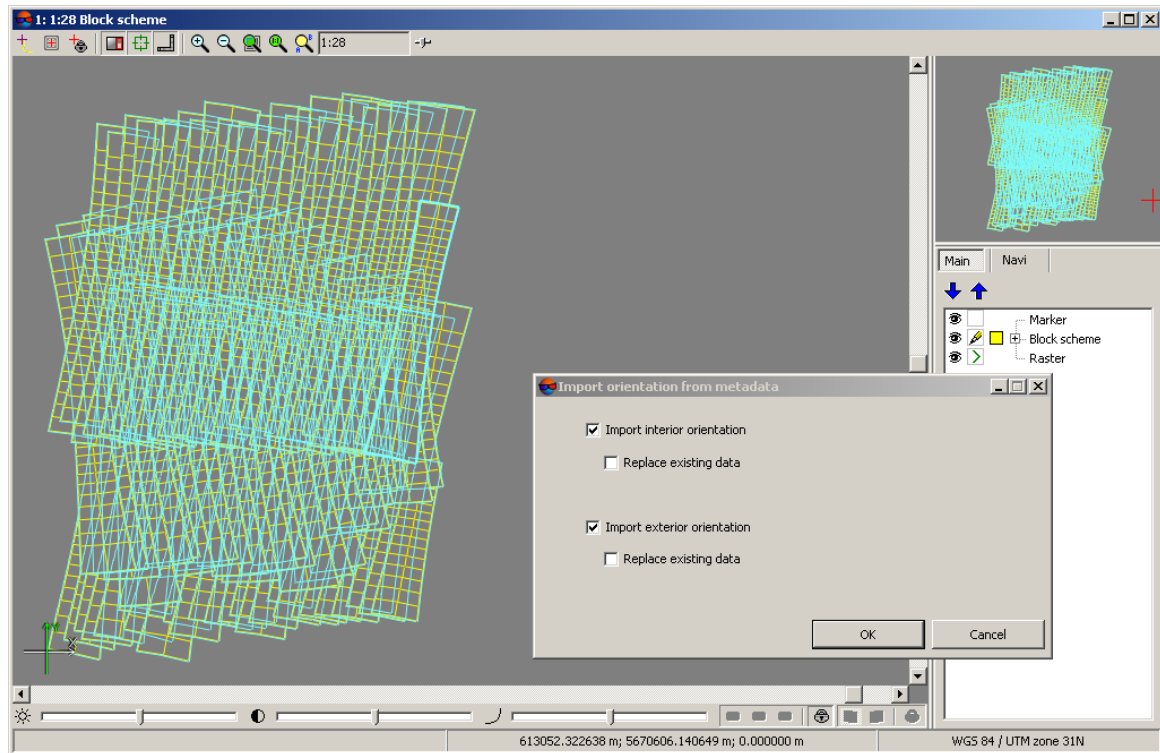 1: 1:28 Block scheme
1:28
Main
Navi
Marker
Block scheme
Raster
Import orientation from metadata
Import interior orientation
Replace existing data
Import exterior orientation
Replace existing data
OK
Cancel
613052.322638 m; 5670606.140649 m; 0.000000 m
WGS 84 / UTM zone 31N